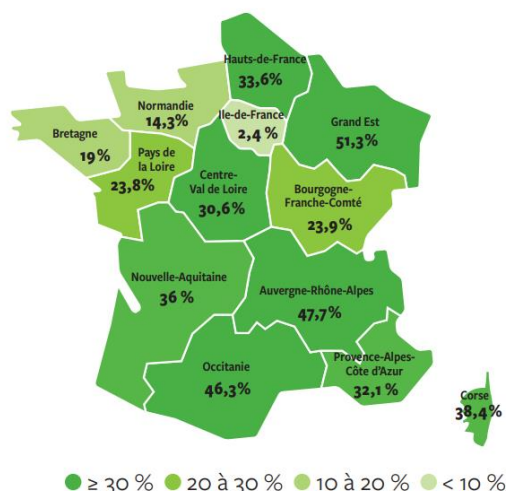 Hauts-de-France
33,6%
Normandie
14,3%
Ile-de-France
2,4 %
Grand Est
51,3%
Bretagne
19 %
Pays de
la Loire
23,8%
Centre-
Val de Loire
30,6%
Bourgogne-
Franche-Comté
23,9%
Nouvelle-Aquitaine
36 %
Auvergne-Rhône-Alpes
47,7%
Occitanie
46,3%
Provence-Alpes-
Côte d'Azur
32,1 %
Corse
38,4%
≥ 30 % 20 à 30 % 10 à 20 % < 10 %